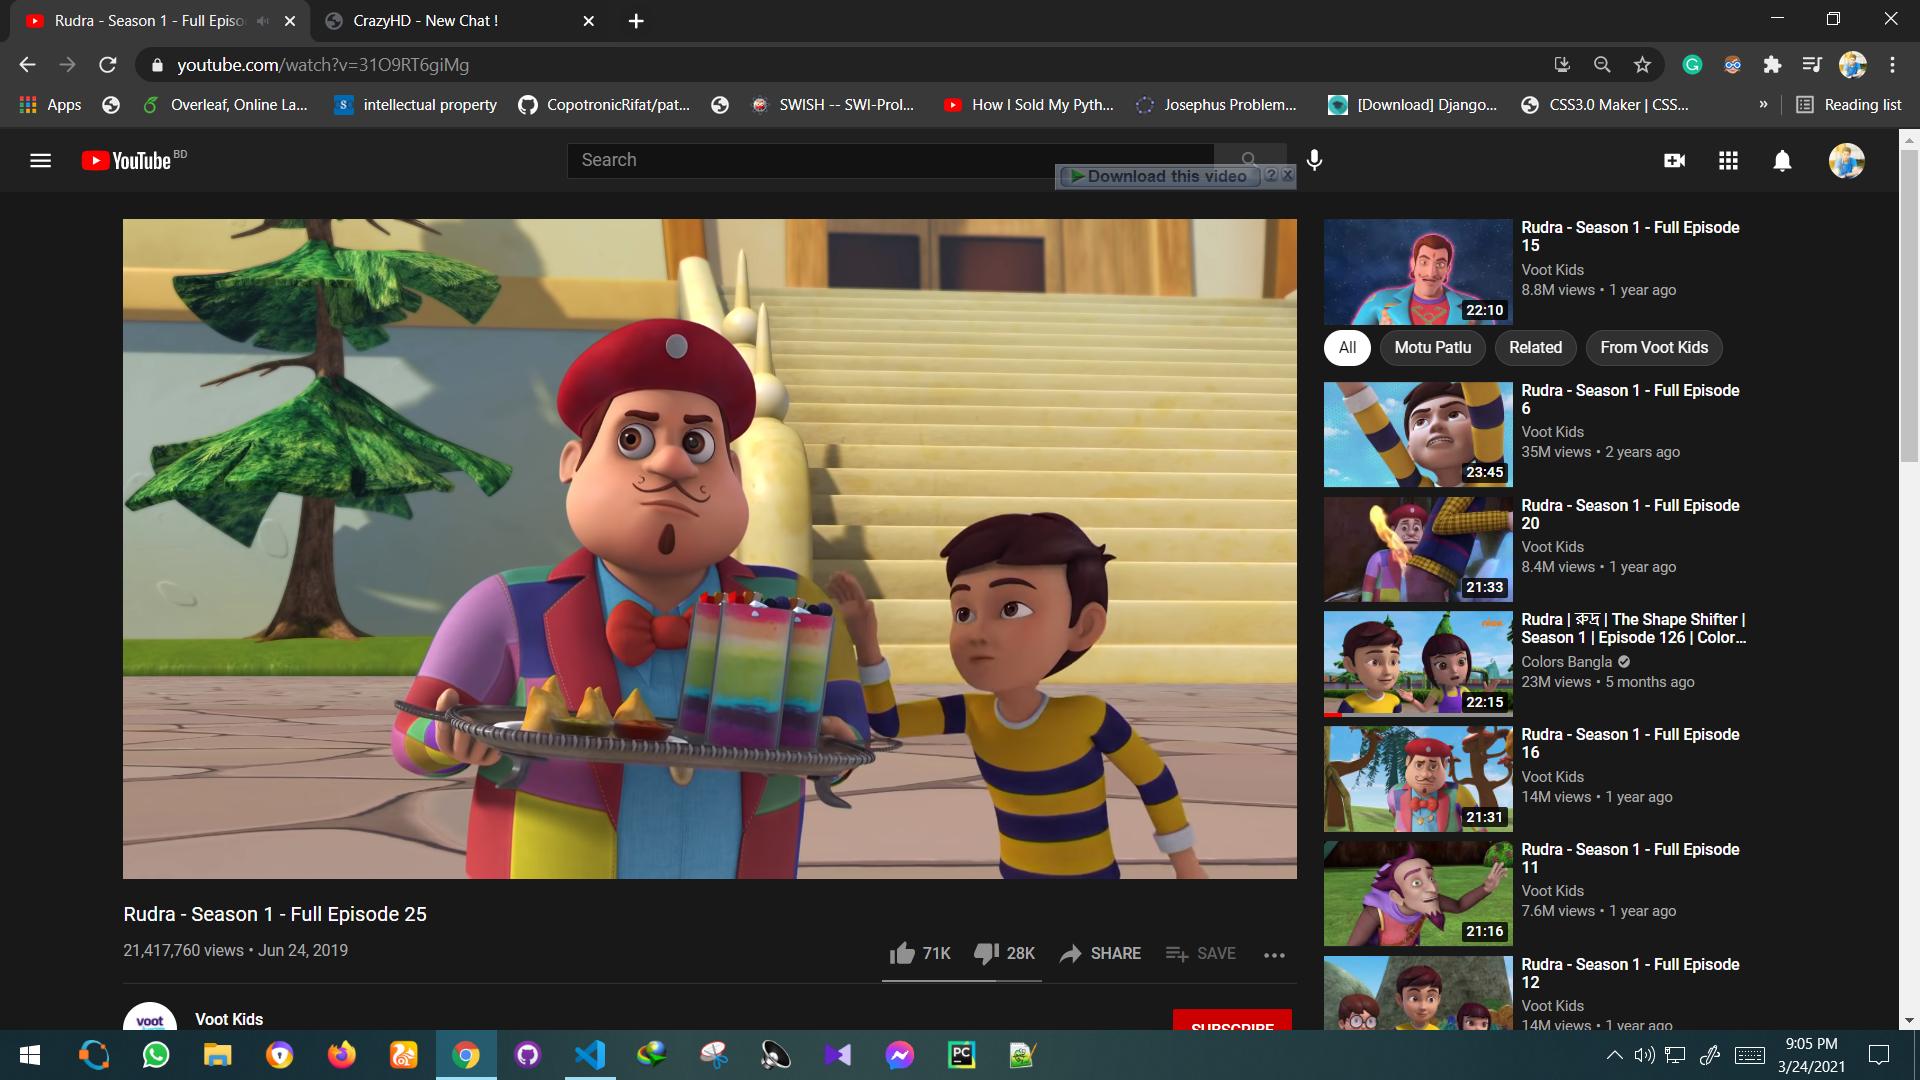 Rudra - Season 1 - Full Episo
CrazyHD - New Chat !
youtube.com/watch?v=31O9RT6giMg
Apps
Overleaf, Online La...
intellectual property
CopotronicRifat/pat...
SWISH -- SWI-Prol...
How I Sold My Pyth...
Josephus Problem...
[Download] Django...
CSS3.0 Maker | CSS...
»
Reading list
YouTube BD
Search
Download this video ? X
Rudra - Season 1 - Full Episode
15
Voot Kids
8.8M views • 1 year ago
22:10
All
Motu Patlu
Related
From Voot Kids
Rudra - Season 1 - Full Episode
6
Voot Kids
35M views • 2 years ago
23:45
Rudra - Season 1 - Full Episode
20
Voot Kids
8.4M views • 1 year ago
21:33
Rudra | রুদ্র | The Shape Shifter |
Season 1 | Episode 126 | Color...
Colors Bangla
23M views • 5 months ago
22:15
Rudra - Season 1 - Full Episode
16
Voot Kids
14M views • 1 year ago
21:31
Rudra - Season 1 - Full Episode
11
Voot Kids
7.6M views • 1 year ago
21:16
Rudra - Season 1 - Full Episode
12
Voot Kids
14M views • 1 year ago
Rudra - Season 1 - Full Episode 25
21,417,760 views • Jun 24, 2019
71K
28K
SHARE
SAVE
voot
Voot Kids
SUBSCRIBE
PC
9:05 PM
3/24/2021